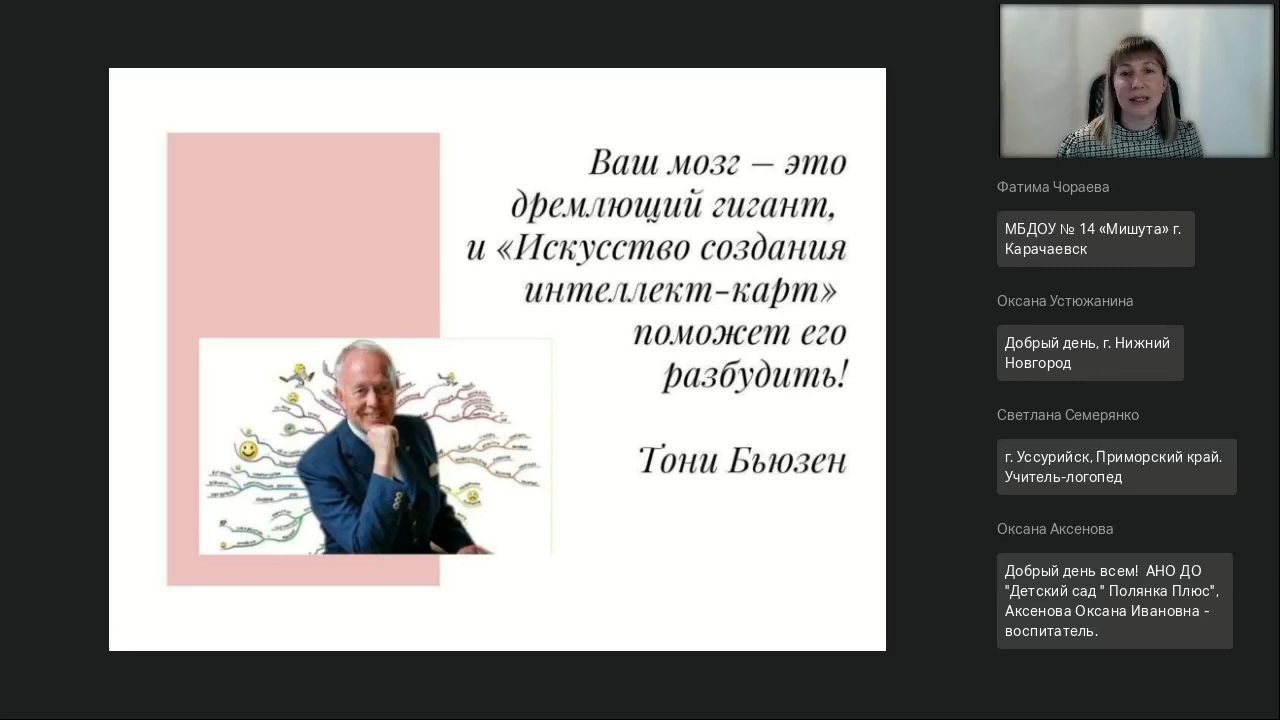 Ваш мозг – это
дремлющий гигант,
и «Искусство создания
интеллект-карт»
поможет его
разбудить!
Тони Бьюзен
Фатима Чораева
МБДОУ № 14 «Мишута» г.
Карачаевск
Оксана Устюжанина
Добрый день, г. Нижний
Новгород
Светлана Семерянко
г. Уссурийск, Приморский край.
Учитель-логопед
Оксана Аксенова
Добрый день всем!  АНО ДО
"Детский сад " Полянка Плюс",
Аксенова Оксана Ивановна -
воспитатель.